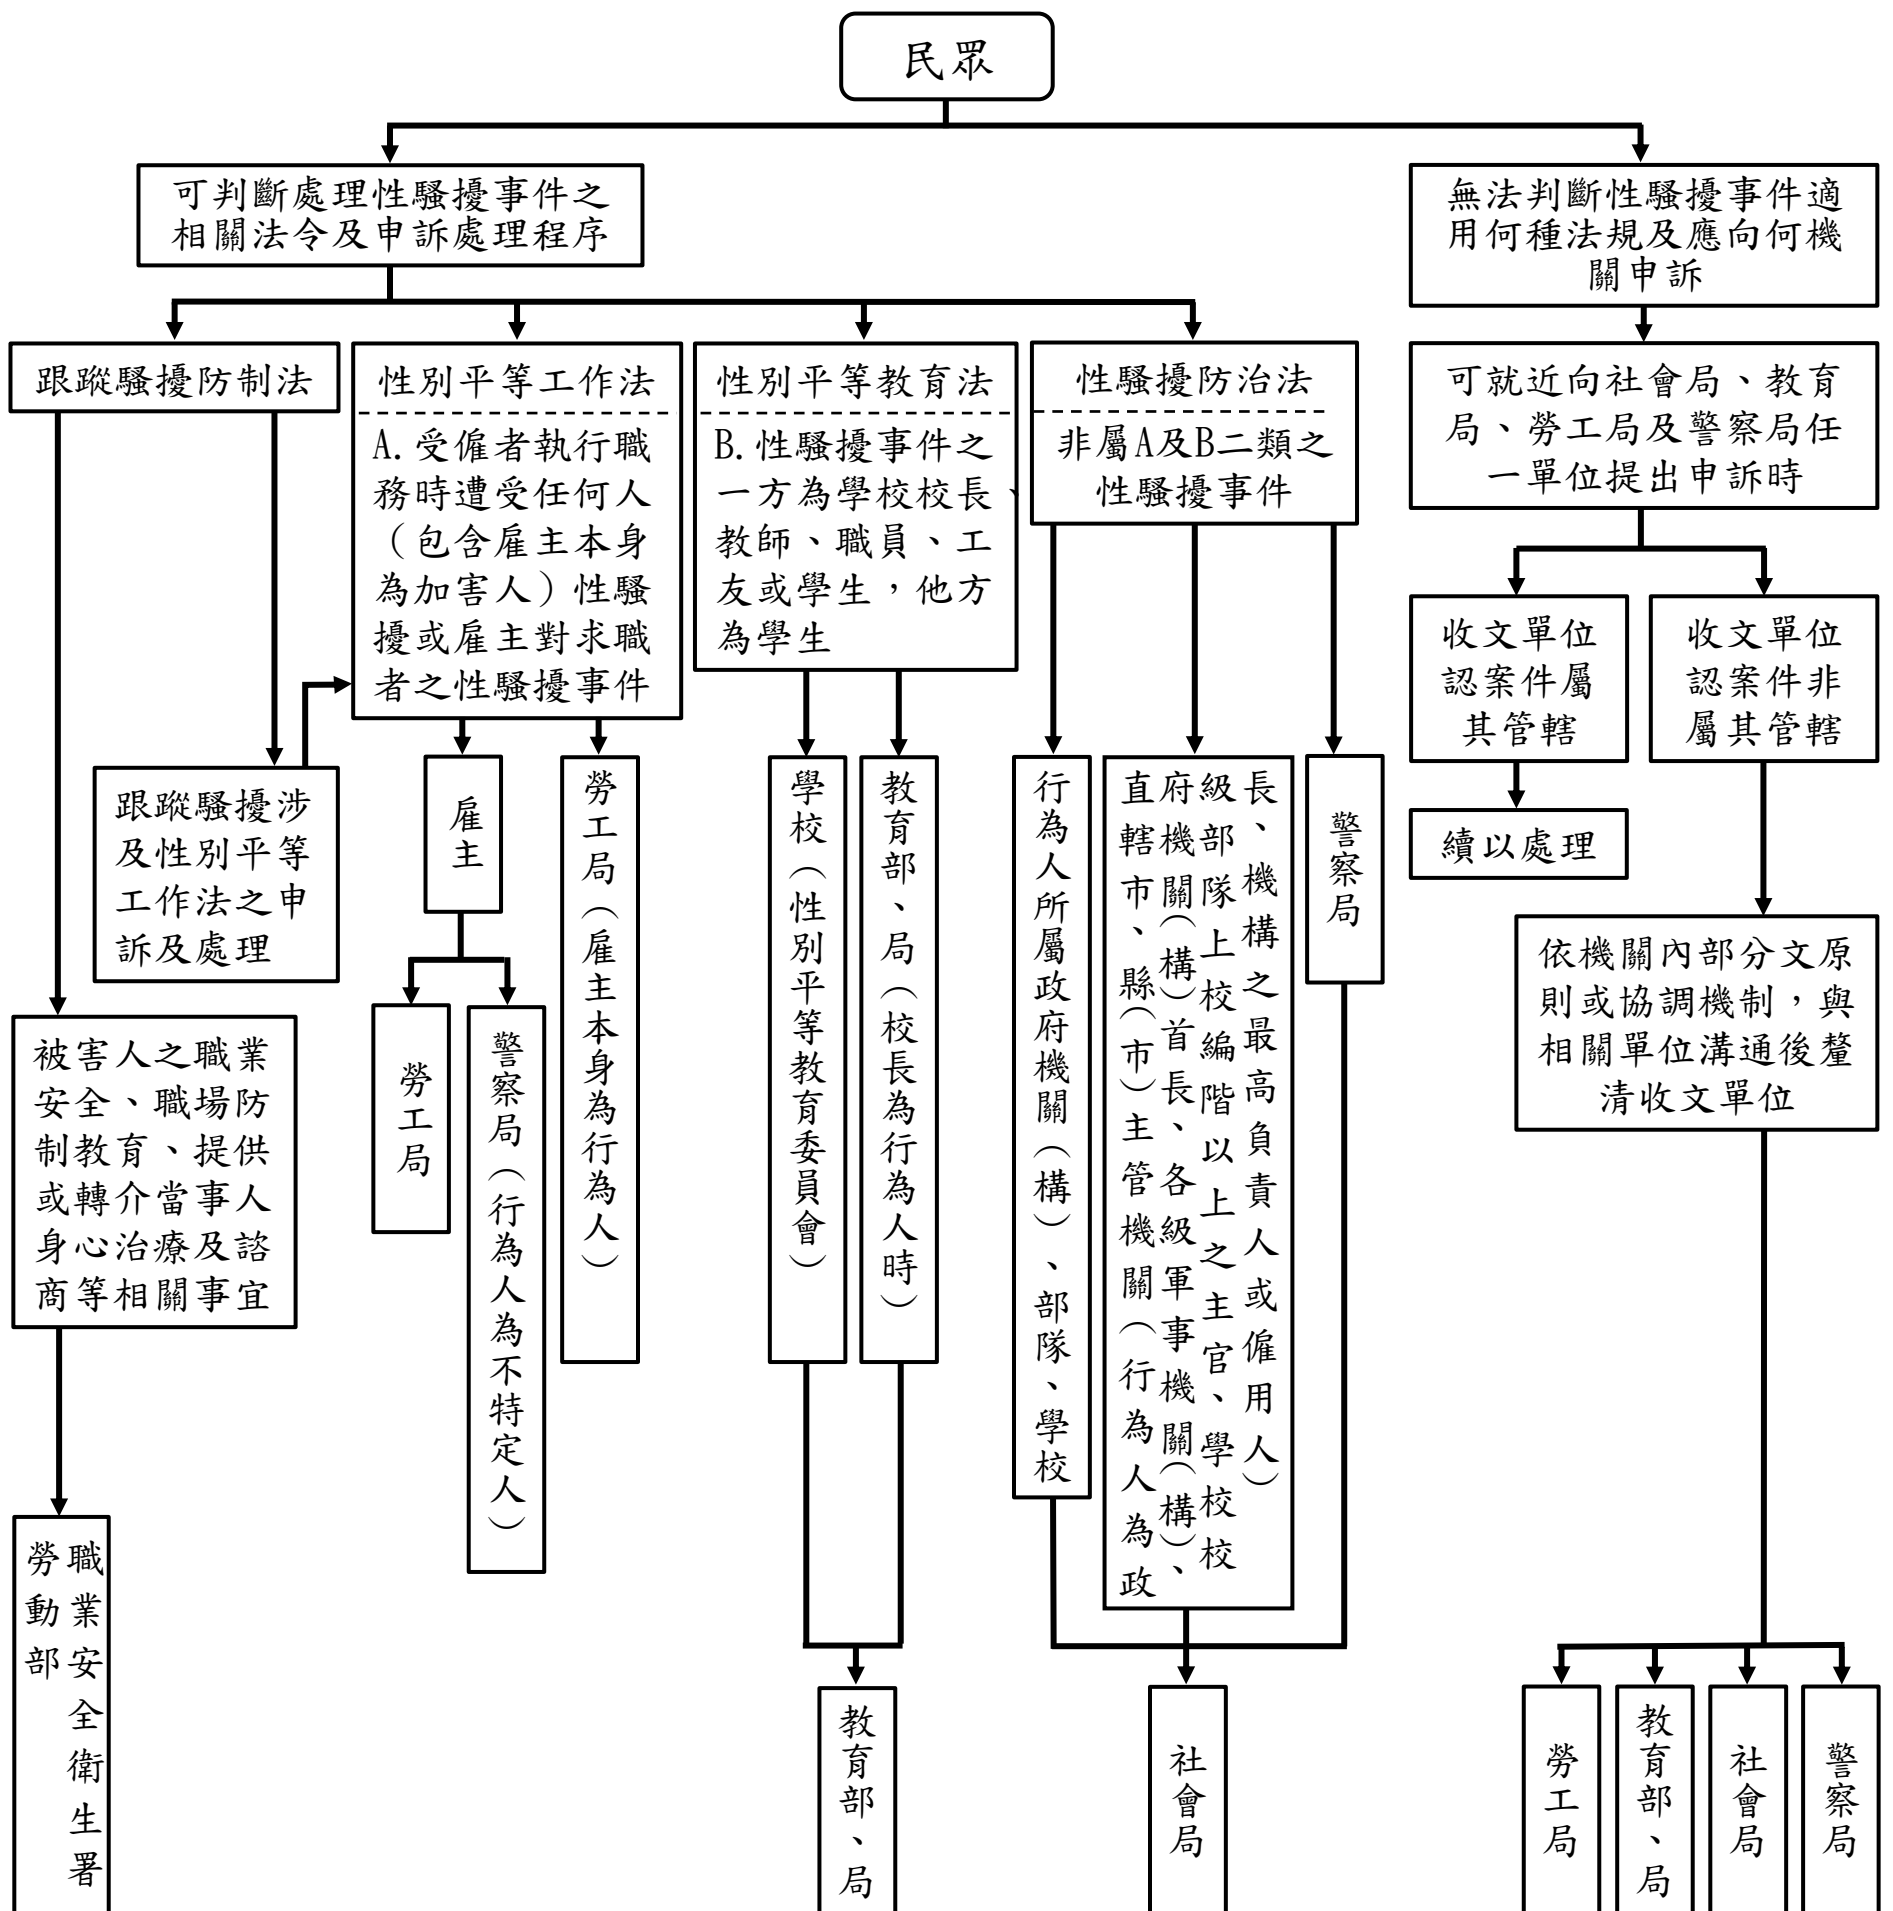 民眾
可判斷處理性騷擾事件之
相關法令及申訴處理程序
無法判斷性騷擾事件適
用何種法規及應向何機
關申訴
跟蹤騷擾防制法
性別平等工作法
A.受僱者執行職
務時遭受任何人
（包含雇主本身
為加害人）性騷
擾或雇主對求職
者之性騷擾事件
性別平等教育法
B.性騷擾事件之
一方為學校校長、
教師、職員、工
友或學生，他方
為學生
性騷擾防治法
非屬A及B二類之
性騷擾事件
可就近向社會局、教育
局、勞工局及警察局任
一單位提出申訴時
收文單位
認案件屬
其管轄
收文單位
認案件非
屬其管轄
跟蹤騷擾涉
及性別平等
工作法之申
訴及處理
雇主
勞工局（雇主本身為行為人）
學校（性別平等教育委員會）
教育部、局（校長為行為人時）
行為人所屬政府機關（構）、部隊、學校
直轄市、縣（市）主管機關（行為人為政
府機關（構）首長、各級軍事機關（構）、
級部隊上校編階以上之主官、學校校
長、機構之最高負責人或僱用人）
警察局
續以處理
依機關內部分文原
則或協調機制，與
相關單位溝通後釐
清收文單位
勞工局
警察局（行為人為不特定人）
被害人之職業
安全、職場防
制教育、提供
或轉介當事人
身心治療及諮
商等相關事宜
勞動部
職業安全衛生署
教育部、局
社會局
勞工局
教育部、局
社會局
警察局